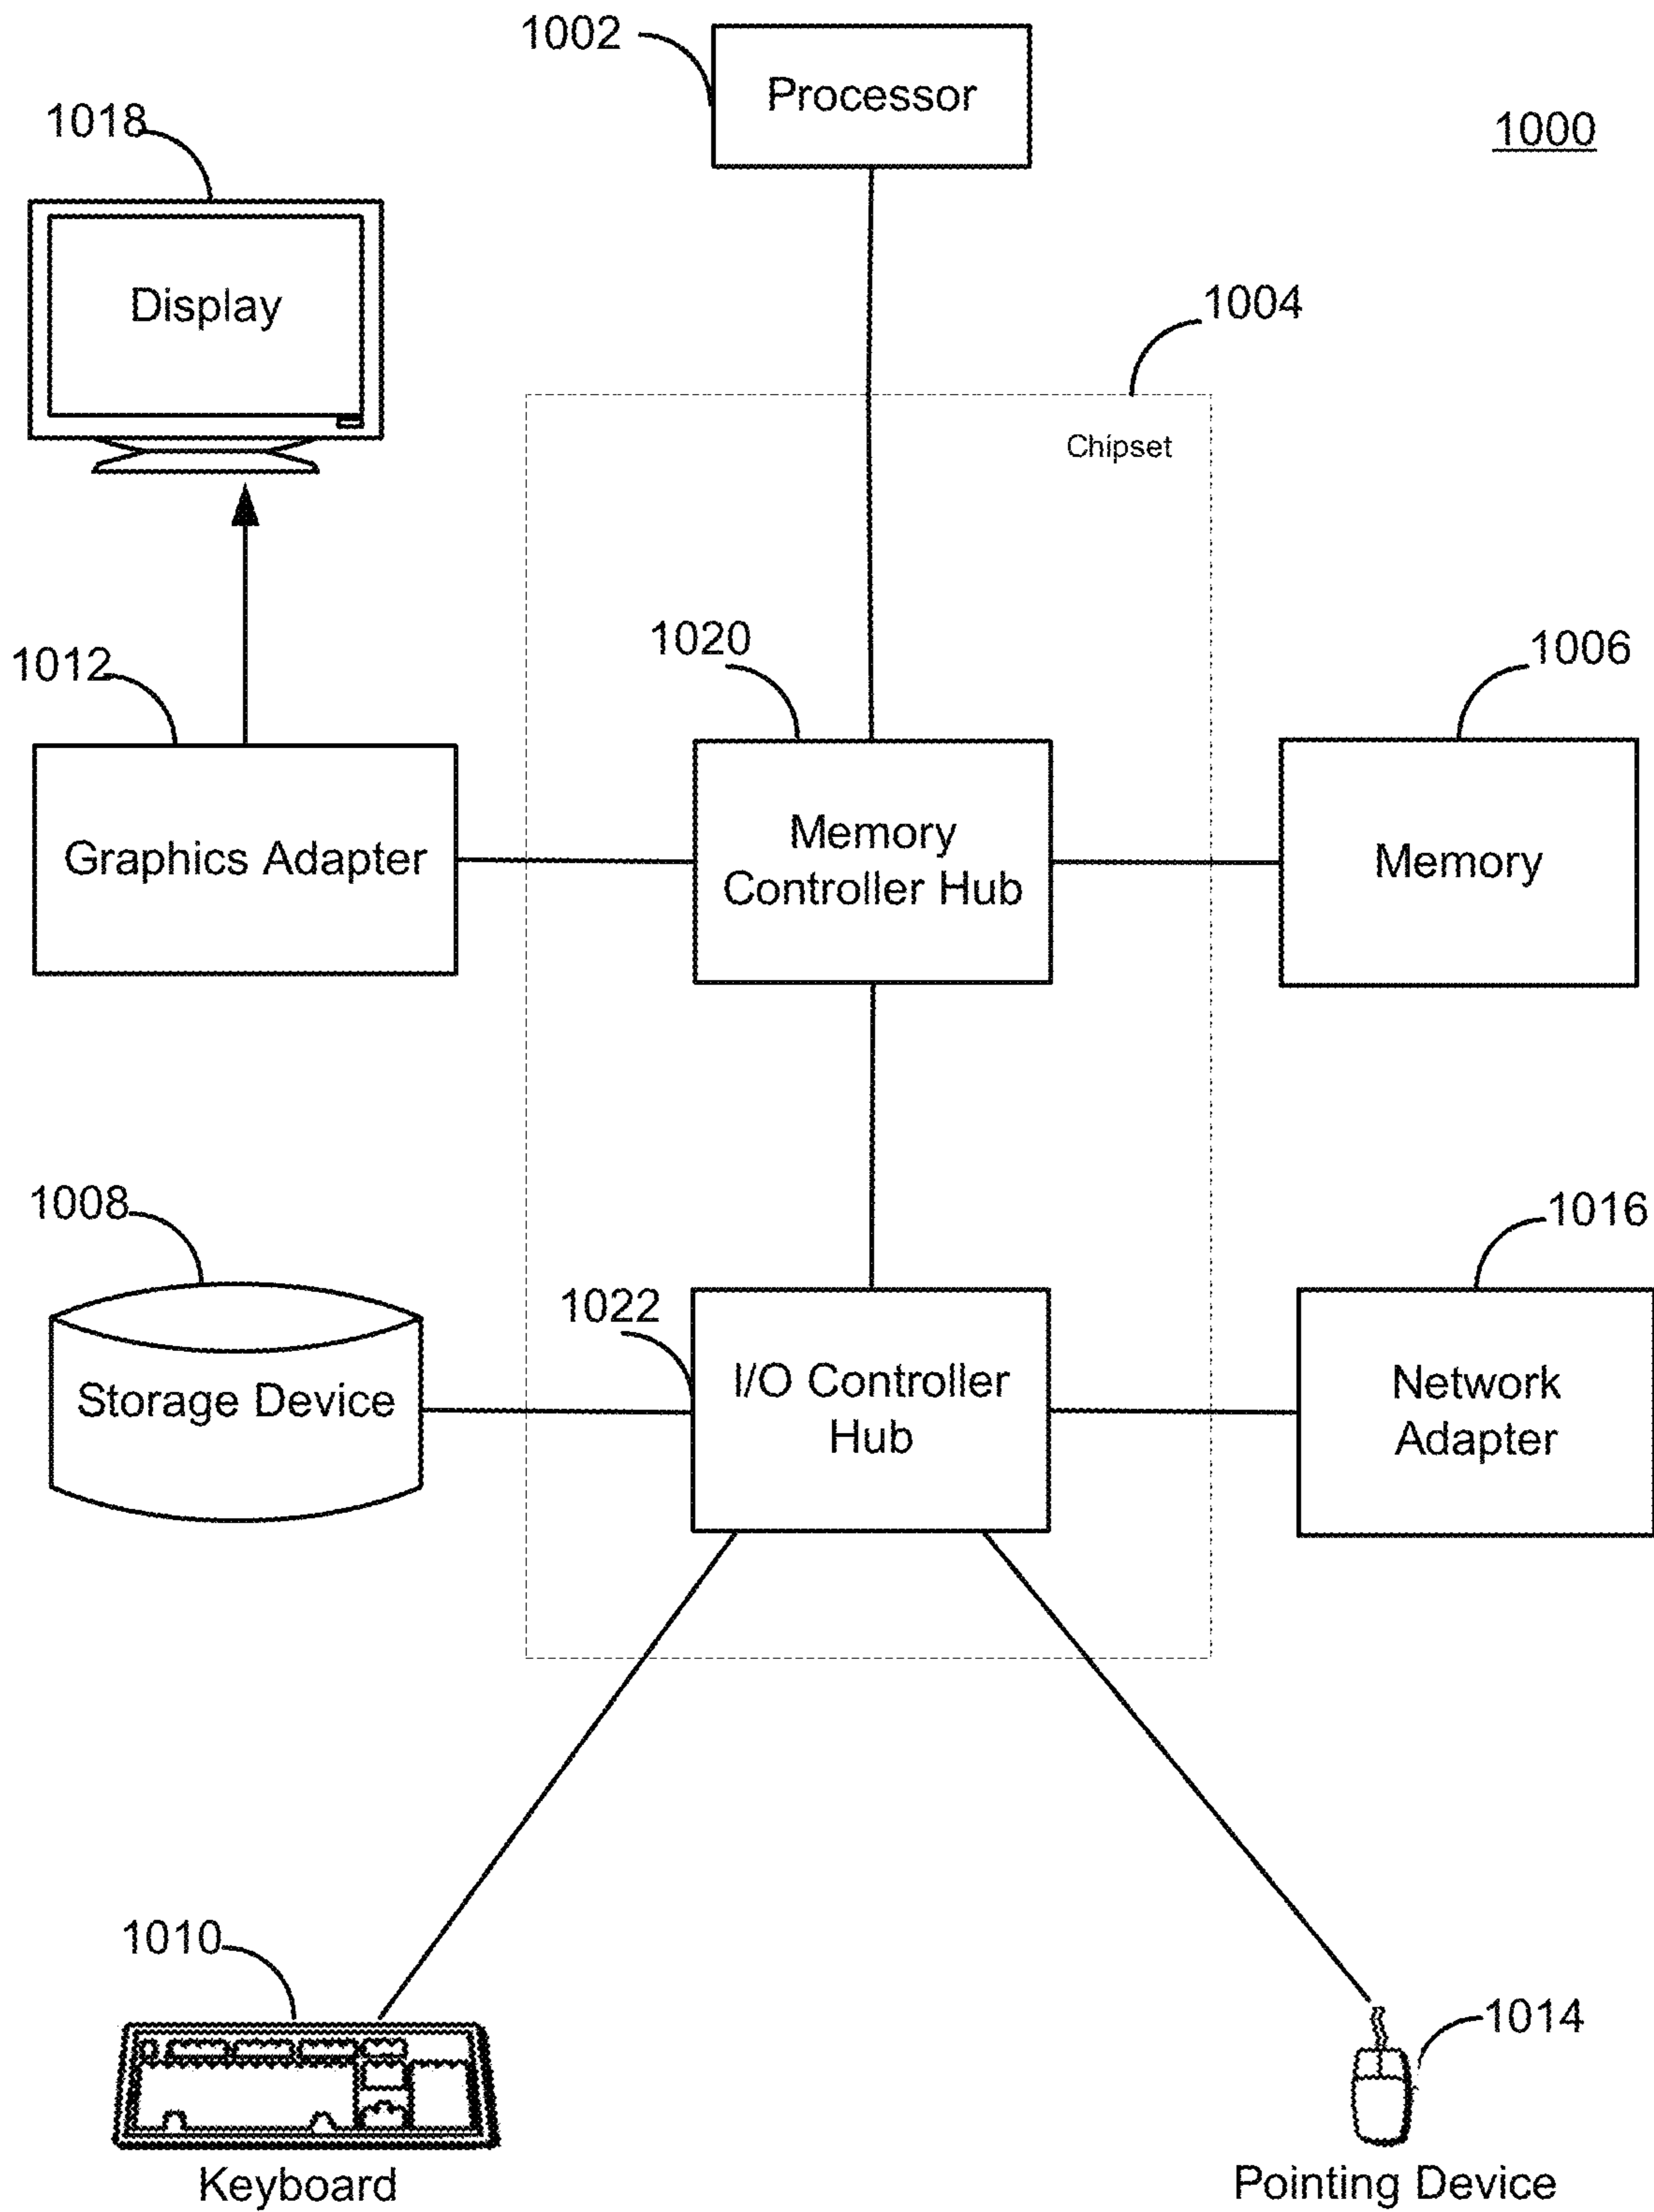 1002
Processor
1000
1018
Display
1004
Chipset
1020
1006
1012
Graphics Adapter
Memory
Controller Hub
Memory
1008
1016
1022
Storage Device
I/O Controller
Hub
Network
Adapter
1010
1014
Keyboard
Pointing Device